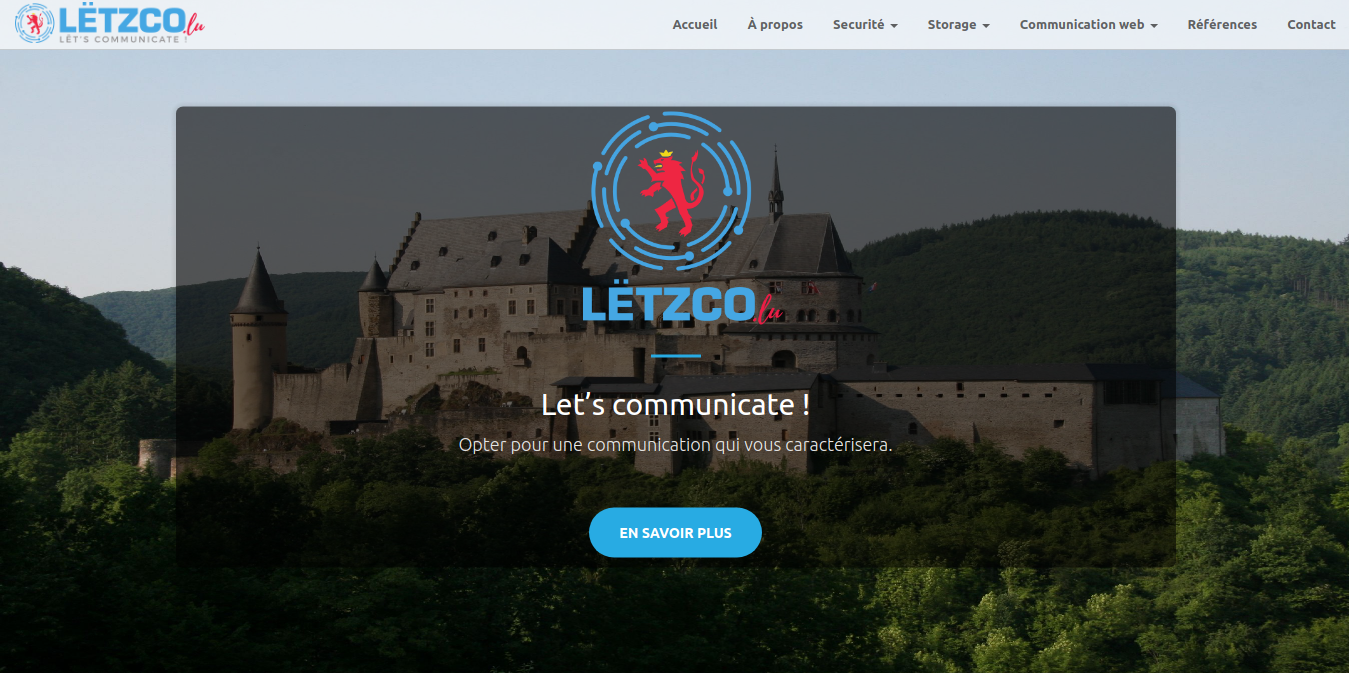 LËTZCO.lu
LËT'S COMMUNICATE !
Accueil
À propos
Securité
Storage
Communication web
Références
Contact
LËTZCO.lu
Let's communicate !
Opter pour une communication qui vous caractérisera.
EN SAVOIR PLUS